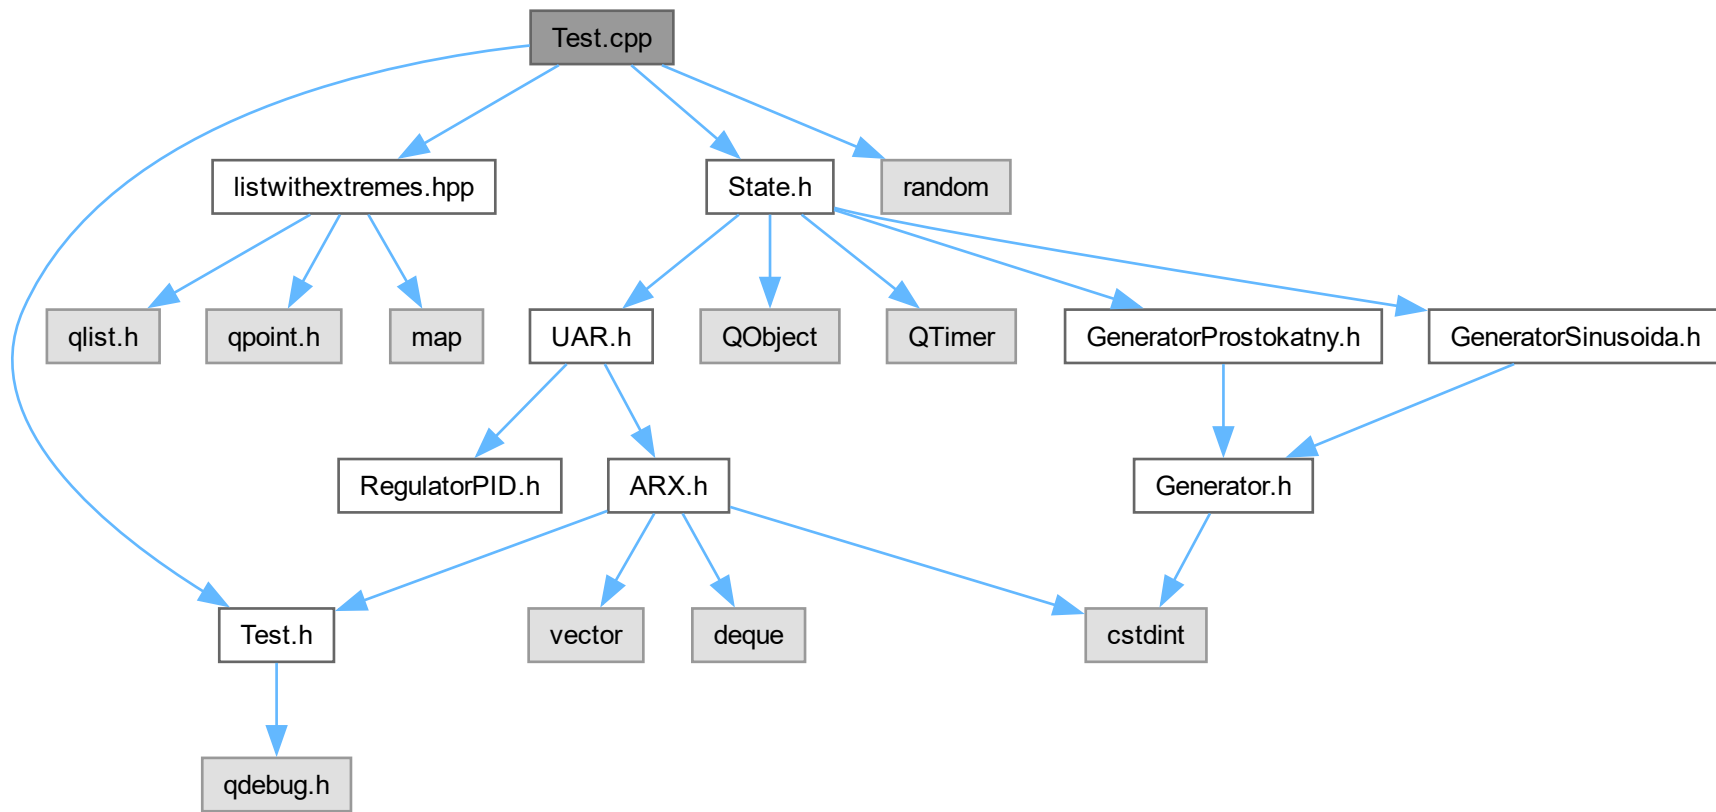 Test.cpp
listwithextremes.hpp
State.h
random
qlist.h
qpoint.h
map
UAR.h
QObject
QTimer
GeneratorProstokatny.h
GeneratorSinusoida.h
RegulatorPID.h
ARX.h
Generator.h
Test.h
vector
deque
cstdint
qdebug.h